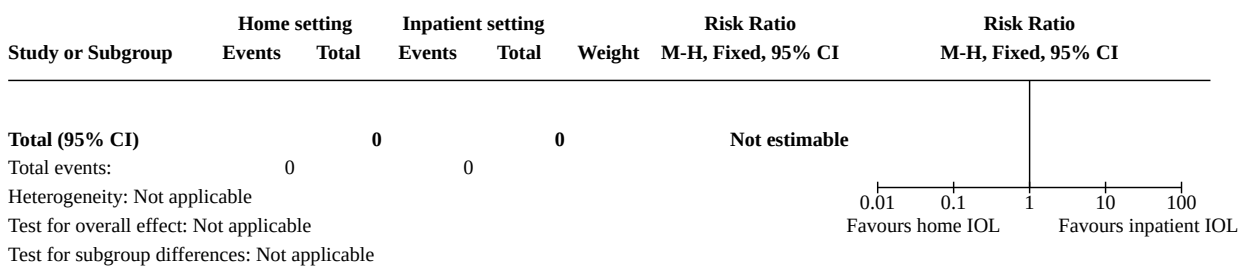 Home setting Inpatient setting Risk Ratio Risk Ratio
Study or Subgroup Events Total Events Total Weight M-H, Fixed, 95% CI M-H, Fixed, 95% CI
Total (95% CI) 0 0 Not estimable
Total events: 0 0
Heterogeneity: Not applicable
0.01 0.1 1 10 100
Test for overall effect: Not applicable Favours home IOL Favours inpatient IOL
Test for subgroup differences: Not applicable